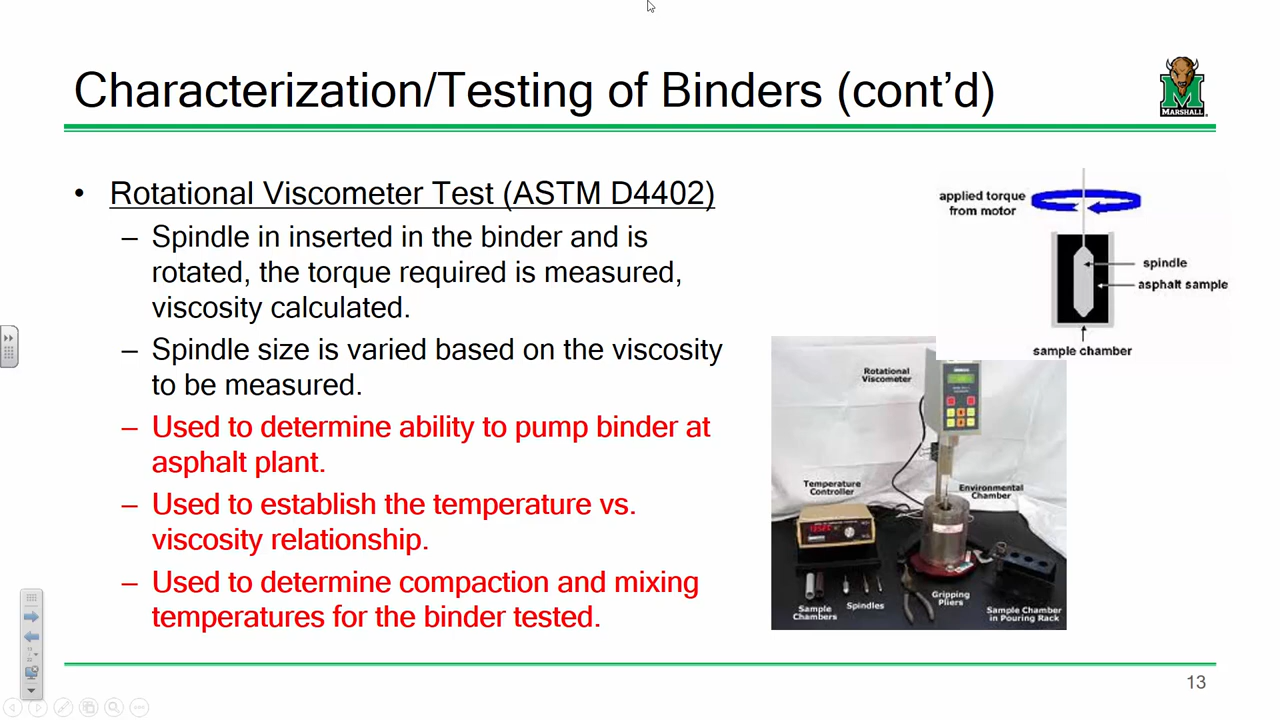 Characterization/Testing of Binders (cont’d)
MARSHALL
• Rotational Viscometer Test (ASTM D4402)
– Spindle in inserted in the binder and is
rotated, the torque required is measured,
viscosity calculated.
– Spindle size is varied based on the viscosity
to be measured.
– Used to determine ability to pump binder at
asphalt plant.
– Used to establish the temperature vs.
viscosity relationship.
– Used to determine compaction and mixing
temperatures for the binder tested.
applied torque
from motor
spindle
asphalt sample
sample chamber
Rotational
Viscometer
Temperature
Controller
Environmental
Chamber
Sample
Chambers
Spindles
Gripping
Pliers
Sample Chamber
in Pouring Rack
13